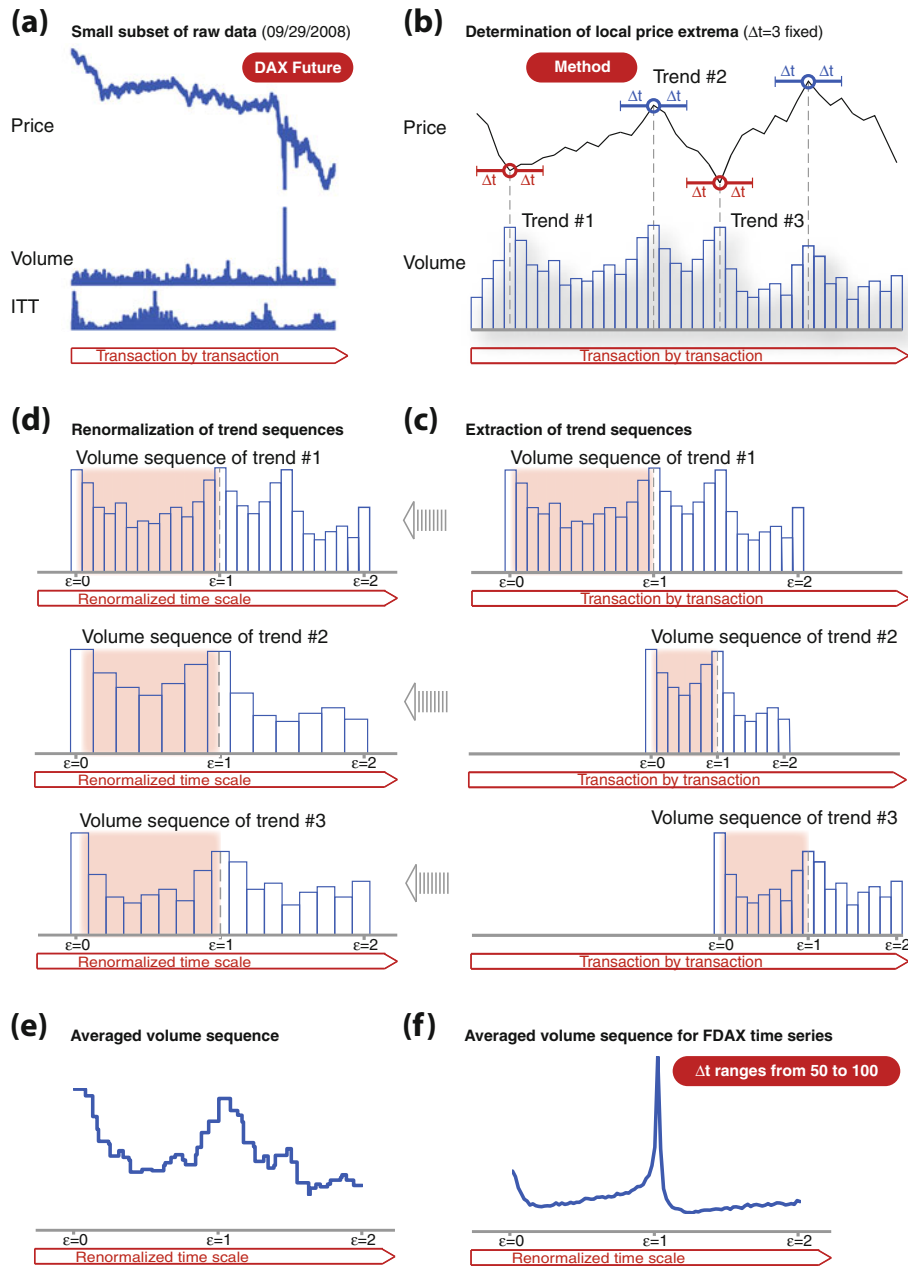 (a) Small subset of raw data (09/29/2008)
DAX Future
Price
Volume
ITT
Transaction by transaction
(b) Determination of local price extrema (Δt=3 fixed)
Method
Trend #2
Δt Δt
Δt Δt
Price
Δt Δt
Δt Δt
Trend #1
Trend #3
Volume
Transaction by transaction
(d) Renormalization of trend sequences
Volume sequence of trend #1
ε=0 ε=1 ε=2
Renormalized time scale
Volume sequence of trend #2
ε=0 ε=1 ε=2
Renormalized time scale
Volume sequence of trend #3
ε=0 ε=1 ε=2
Renormalized time scale
(c) Extraction of trend sequences
Volume sequence of trend #1
ε=0 ε=1 ε=2
Transaction by transaction
Volume sequence of trend #2
ε=0 ε=1 ε=2
Transaction by transaction
Volume sequence of trend #3
ε=0 ε=1 ε=2
Transaction by transaction
(e) Averaged volume sequence
ε=0 ε=1 ε=2
Renormalized time scale
(f) Averaged volume sequence for FDAX time series
Δt ranges from 50 to 100
ε=0 ε=1 ε=2
Renormalized time scale